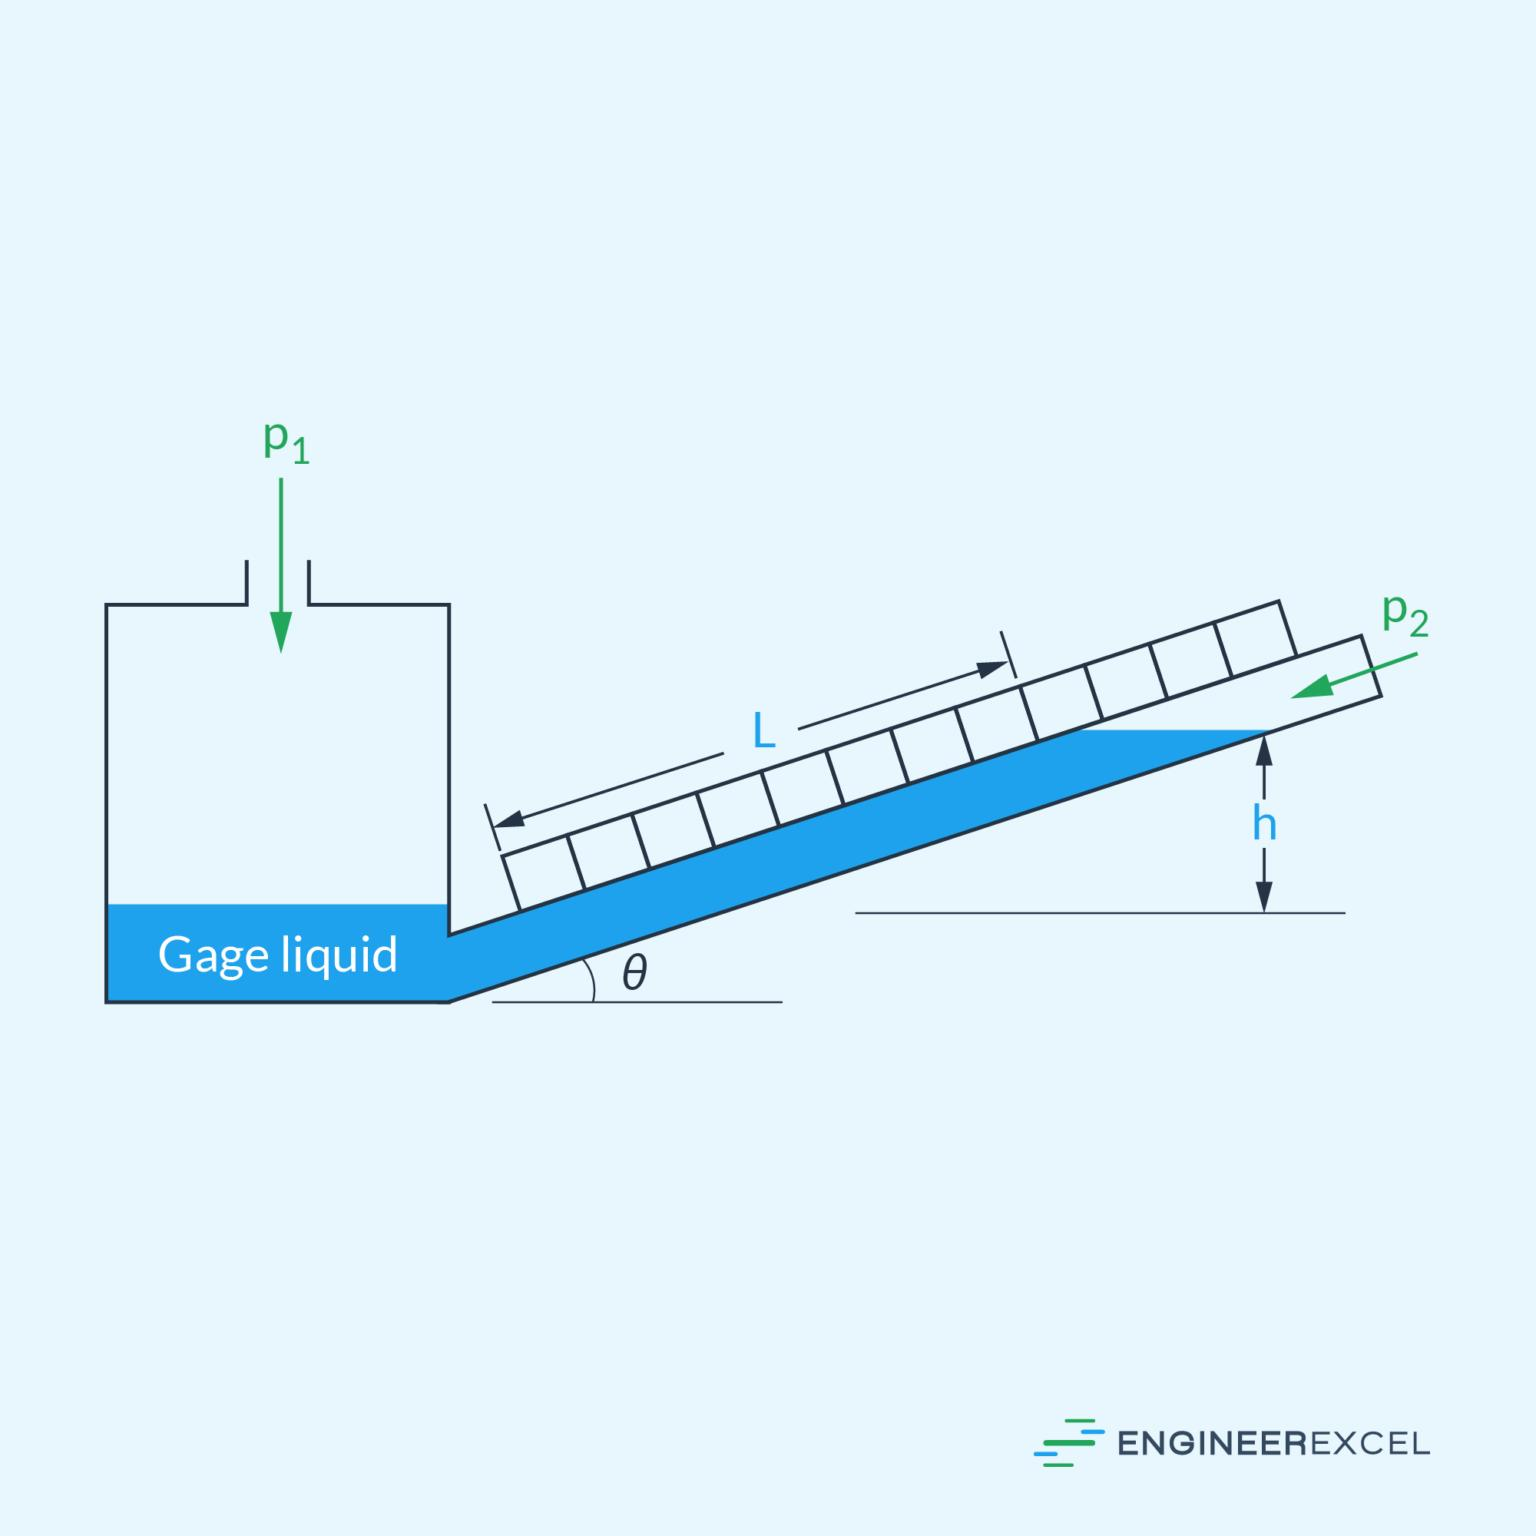 p₁
p₂
L
h
Gage liquid
θ
ENGINEEREXCEL